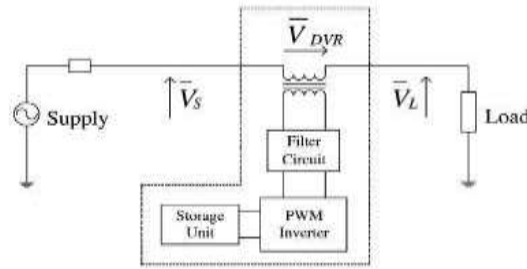 V̅ DVR
V̅S
V̅L
Supply
Load
Filter
Circuit
Storage
Unit
PWM
Inverter